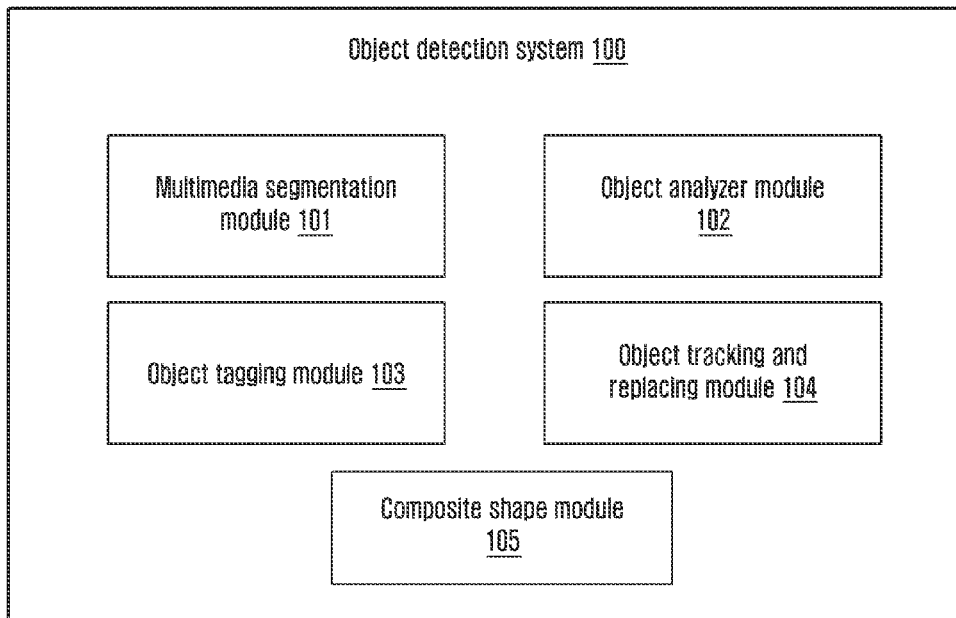 Object detection system 100
Multimedia segmentation
module 101
Object analyzer module
102
Object tagging module 103
Object tracking and
replacing module 104
Composite shape module
105